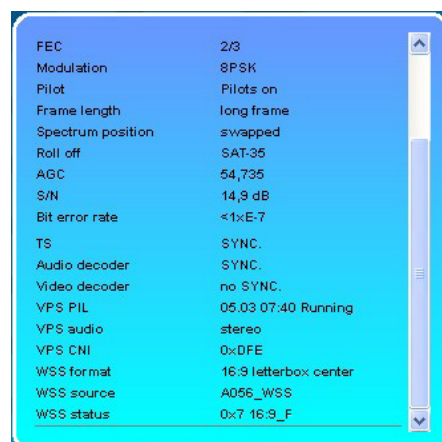 FEC 2/3
Modulation 8PSK
Pilot Pilots on
Frame length long frame
Spectrum position swapped
Roll off SAT-35
AGC 54,735
S/N 14,9 dB
Bit error rate <1xE-7
TS SYNC.
Audio decoder SYNC.
Video decoder no SYNC.
VPS PIL 05.03 07:40 Running
VPS audio stereo
VPS CNI 0xDFE
WSS format 16:9 letterbox center
WSS source A056_WSS
WSS status 0x7 16:9_F